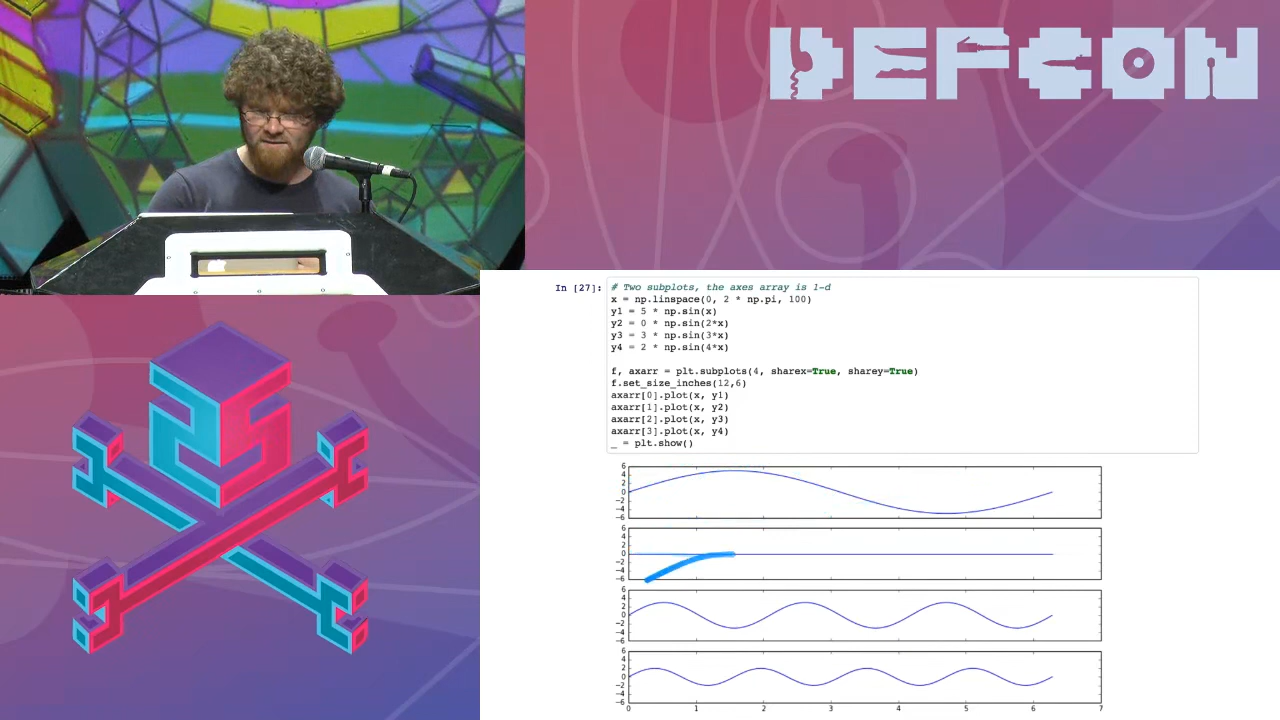 DEFCON
25
In [27]:
# Two subplots, the axes array is 1-d
x = np.linspace(0, 2 * np.pi, 100)
y1 = 5 * np.sin(x)
y2 = 0 * np.sin(2*x)
y3 = 3 * np.sin(3*x)
y4 = 2 * np.sin(4*x)
f, axarr = plt.subplots(4, sharex=True, sharey=True)
f.set_size_inches(12,6)
axarr[0].plot(x, y1)
axarr[1].plot(x, y2)
axarr[2].plot(x, y3)
axarr[3].plot(x, y4)
_ = plt.show()
6
4
2
0
−2
−4
−6
6
4
2
0
−2
−4
−6
6
4
2
0
−2
−4
−6
6
4
2
0
−2
−4
−6
0 1 2 3 4 5 6 7